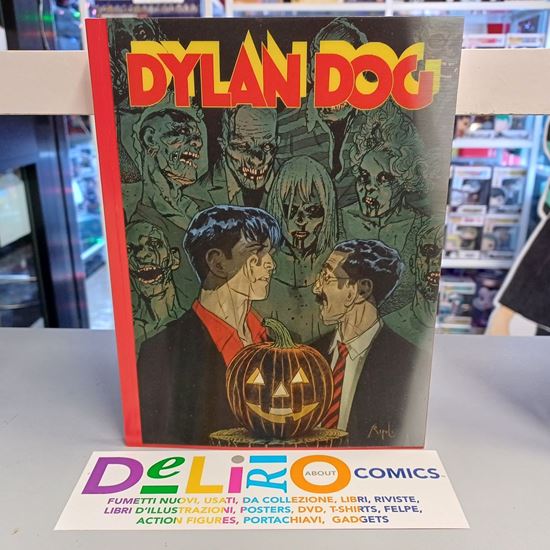 DYLAN DOG
DeLiRiO ABOUT COMICS
FUMETTI NUOVI, USATI, DA COLLEZIONE, LIBRI, RIVISTE,
LIBRI D'ILLUSTRAZIONI, POSTERS, DVD, T-SHIRTS, FELPE,
ACTION FIGURES, PORTACHIAVI, GADGETS